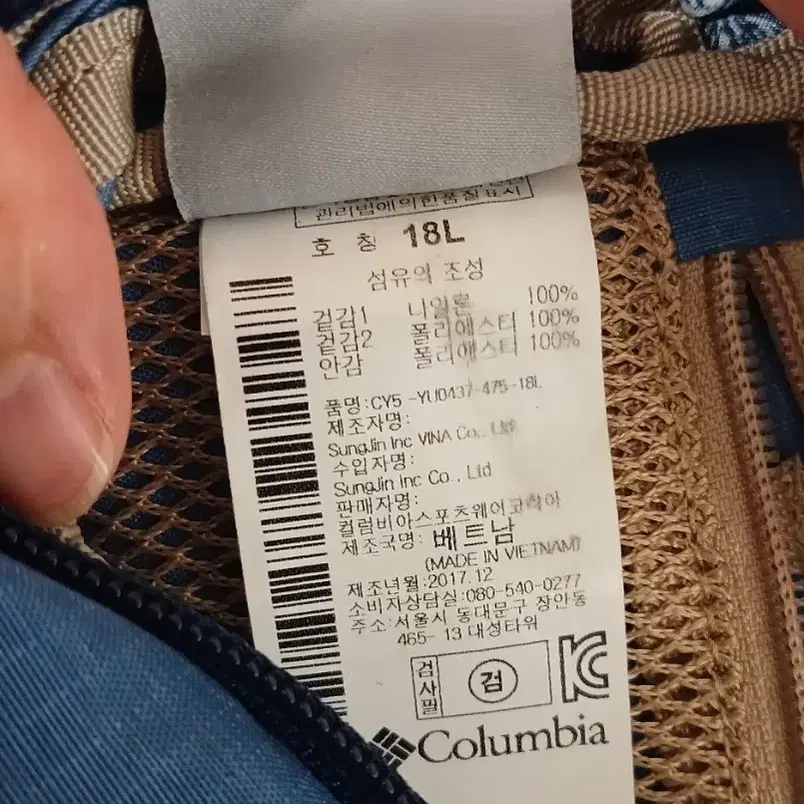 관리법에의한품질표시
호 칭 18L
섬유의 조성
겉감1 나일론 100%
겉감2 폴리에스터 100%
안감 폴리에스터 100%
품명:CY5-YU0437-475-18L
제조자명:
SungJin Inc VINA Co., Ltd
수입자명:
SungJin Inc Co., Ltd
판매자명:
컬럼비아스포츠웨어코리아
제조국명: 베트남
(MADE IN VIETNAM)
제조년월:2017.12
소비자상담실:080-540-0277
주소:서울시 동대문구 장안동
465-13 대성타워
검사필 검
Columbia